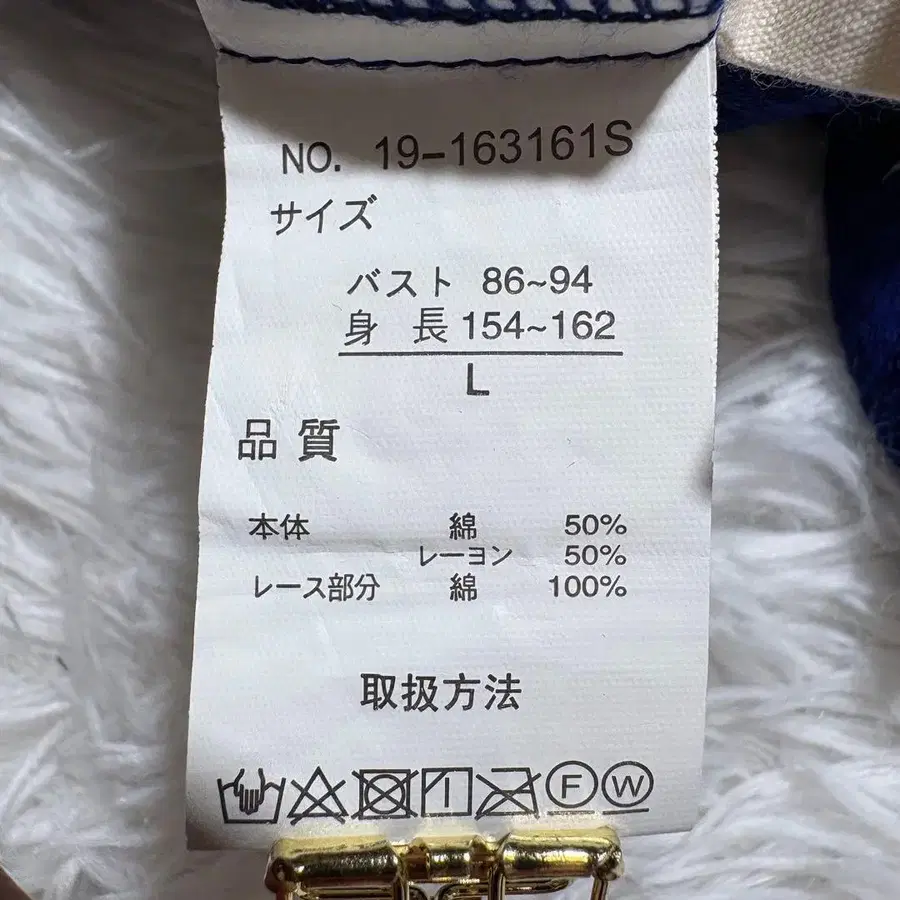 NO. 19-163161S
サイズ
バスト 86~94
身 長 154~162
L
品 質
本体 綿 50%
レーヨン 50%
レース部分 綿 100%
取扱方法
F W